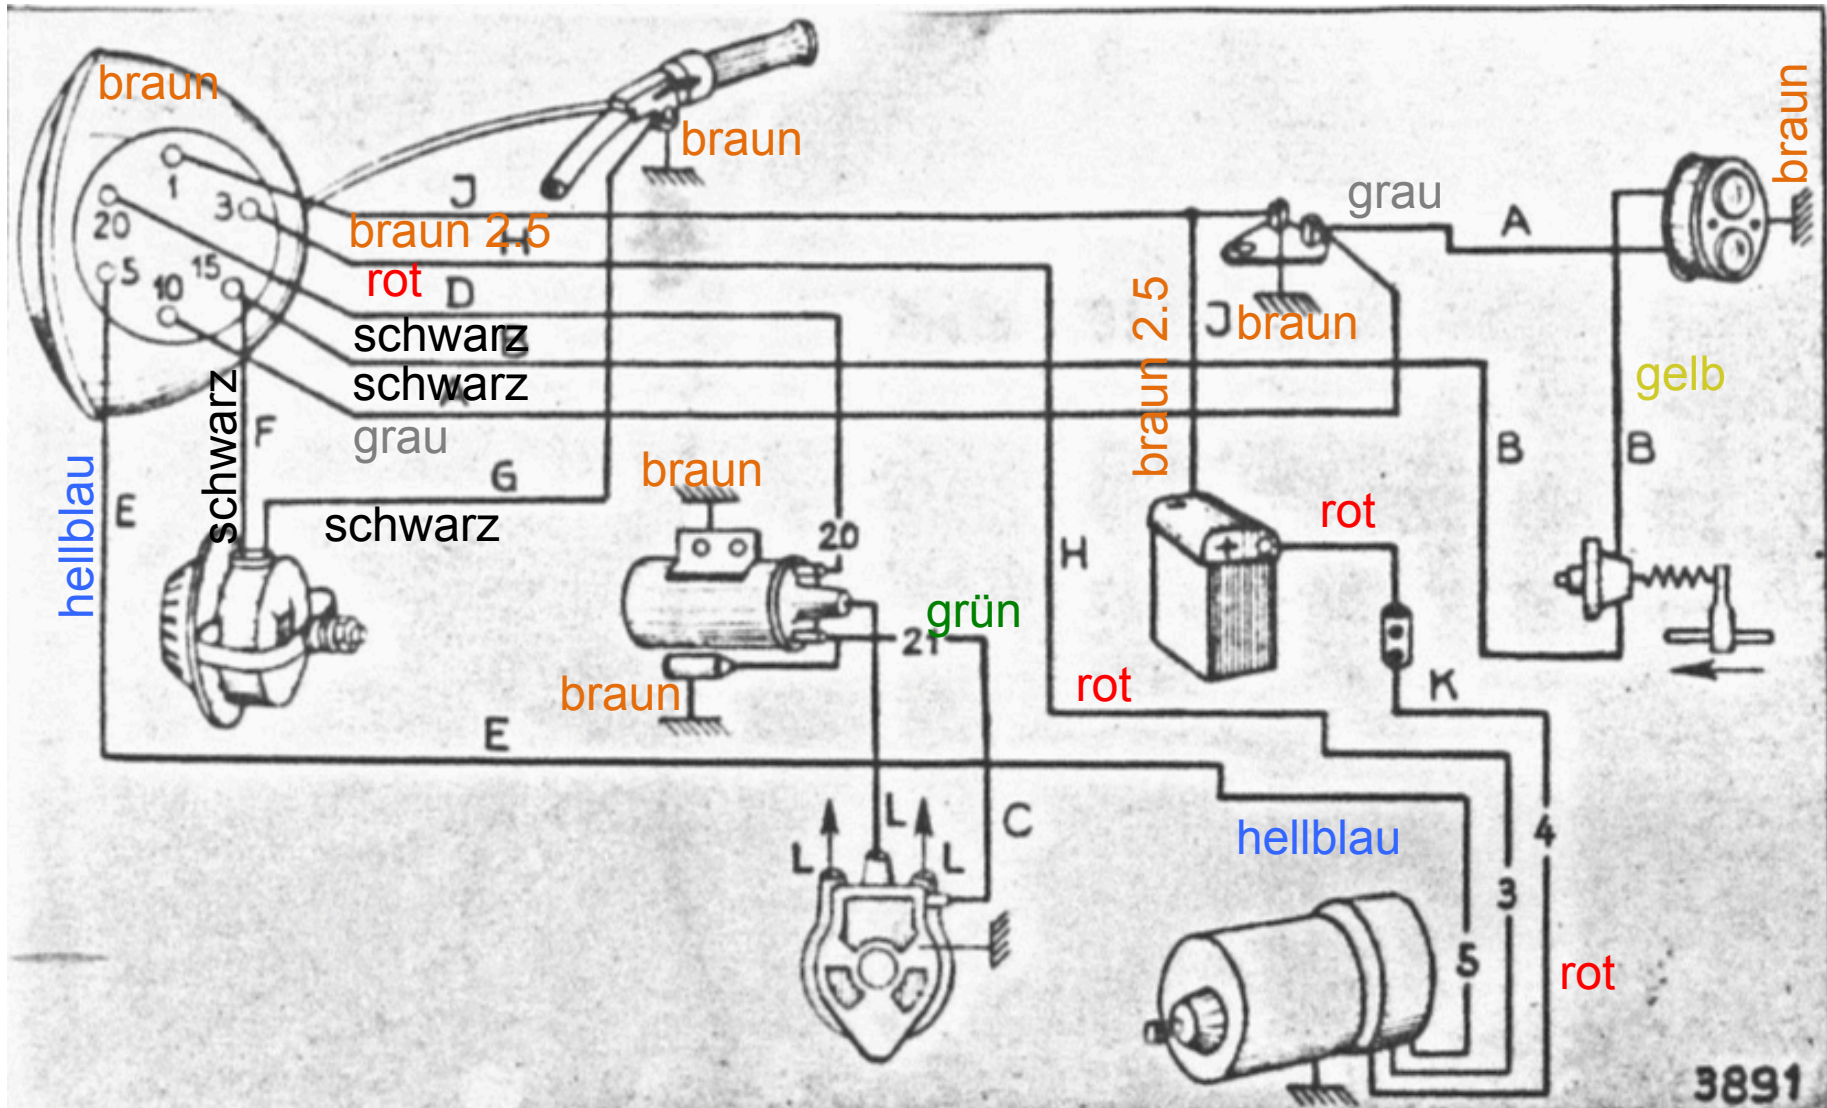 braun
braun
braun
J
grau
A
1
20
3
braun 2.5
H
5
15
rot
D
braun 2.5
J
braun
10
schwarz
B
schwarz
A
gelb
schwarz
F
grau
B
B
hellblau
E
G
braun
schwarz
rot
20
H
grün
21
braun
rot
K
E
L
L
L
C
hellblau
4
3
5
rot
3891